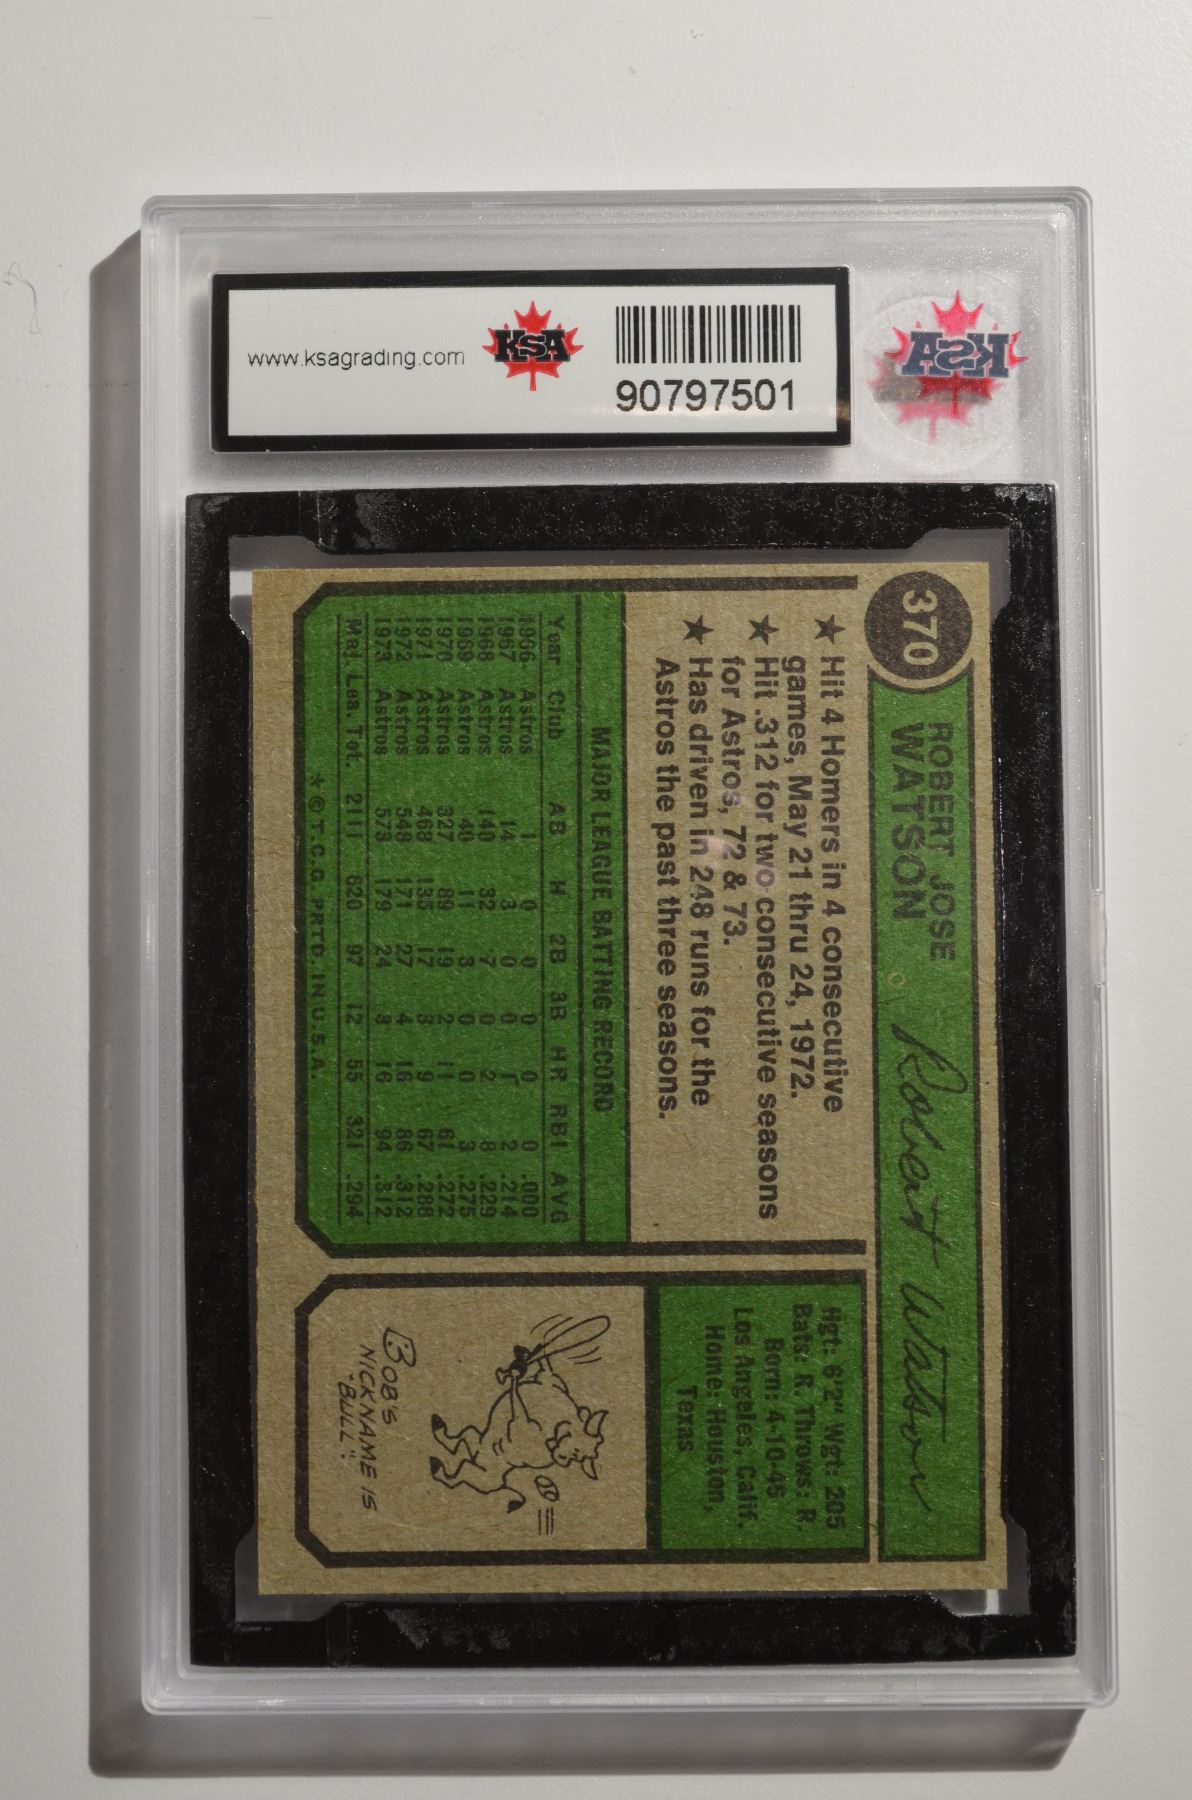 www.ksagrading.com
KSA
90797501
KSA
370
ROBERT JOSE
WATSON
Robert Watson
★ Hit 4 Homers in 4 consecutive
games, May 21 thru 24, 1972.
★ Hit .312 for two consecutive seasons
for Astros, 72 & 73.
★ Has driven in 248 runs for the
Astros the past three seasons.
MAJOR LEAGUE BATTING RECORD
Year Club AB H 2B 3B HR RBI AVG
1966 Astros 1 0 0 0 0 0 .000
1967 Astros 14 3 0 0 1 2 .214
1968 Astros 140 32 7 0 2 8 .229
1969 Astros 40 11 3 0 0 3 .275
1970 Astros 327 89 19 2 11 61 .272
1971 Astros 468 135 17 3 9 67 .288
1972 Astros 548 171 27 4 16 86 .312
1973 Astros 573 179 24 3 16 94 .312
Maj. Lea. Tot. 2111 620 97 12 55 321 .294
* © T.C.G. PRTD. IN U.S.A.
Hgt: 6'2" Wgt: 205
Bats: R. Throws: R.
Born: 4-10-46
Los Angeles, Calif.
Home: Houston,
Texas
BOB'S
NICKNAME IS
"BULL".